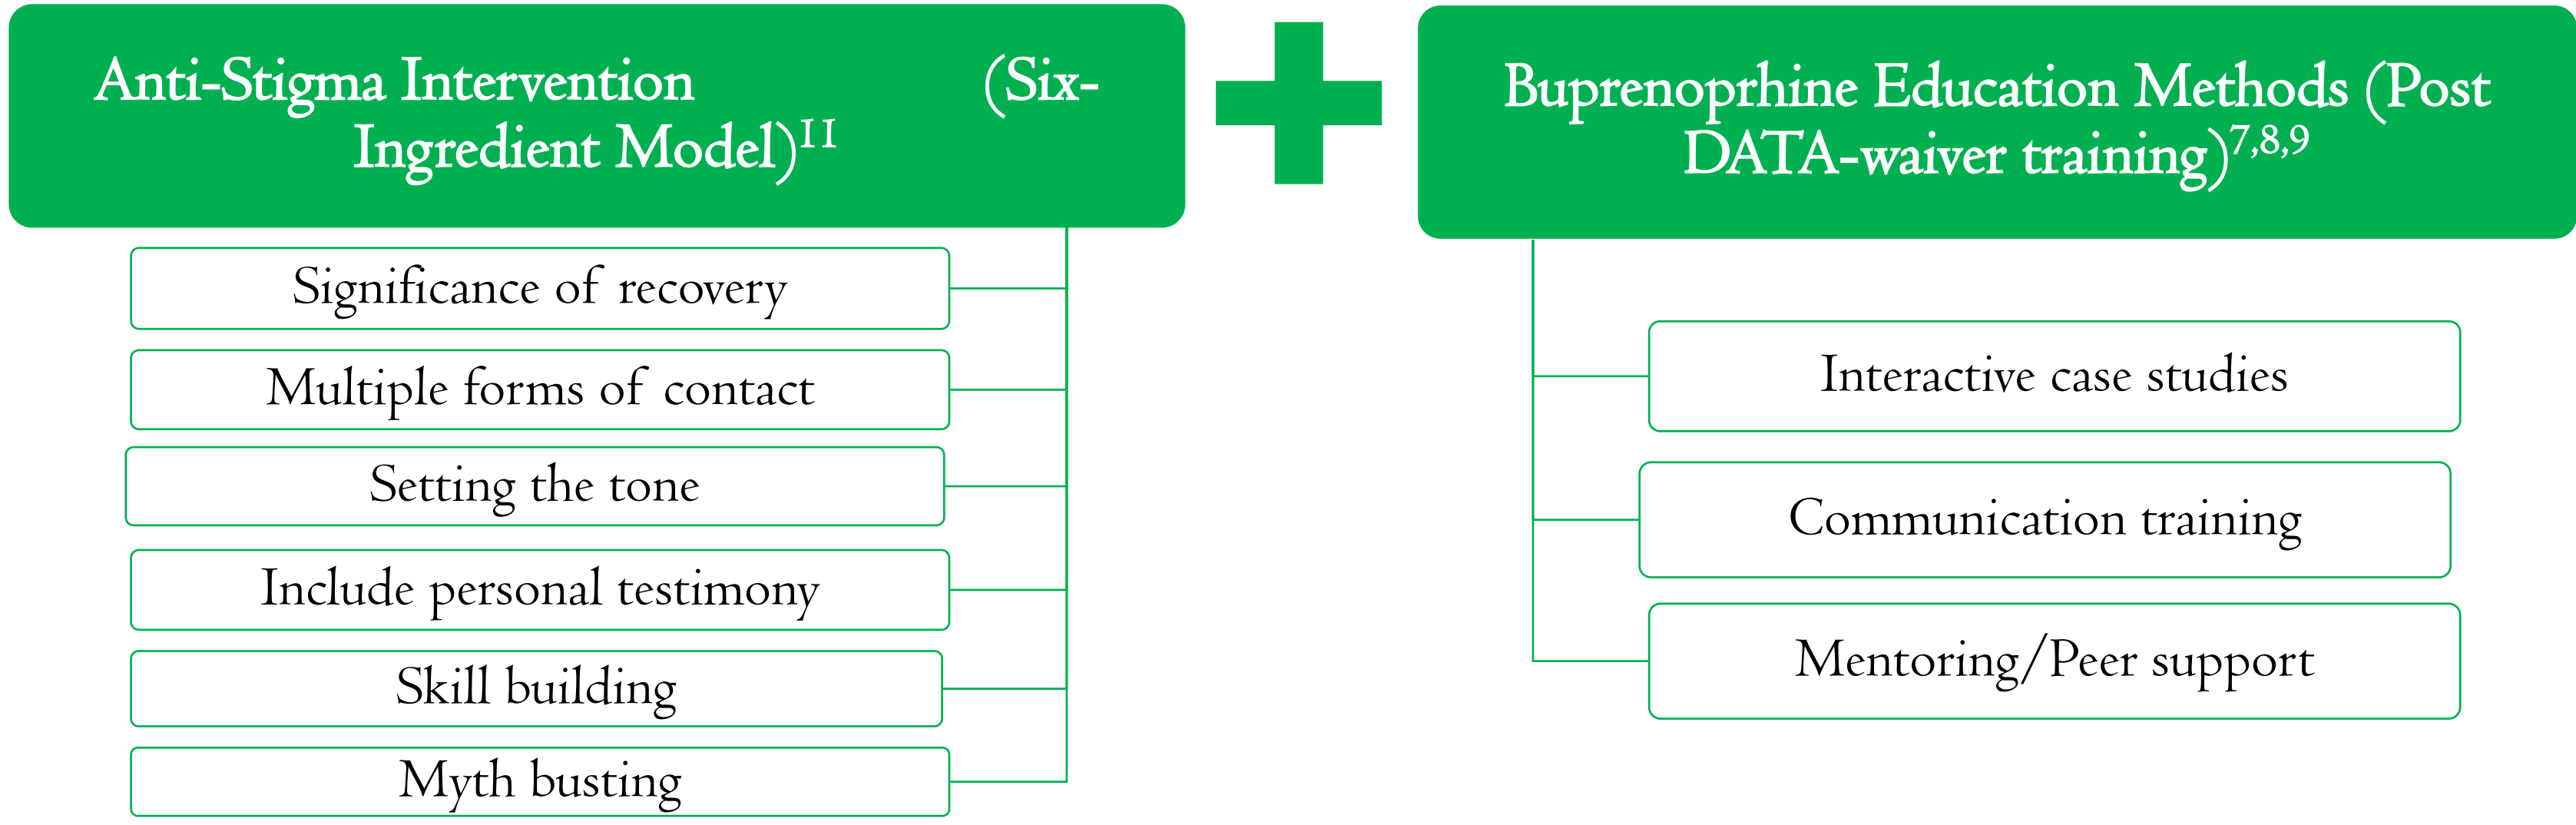 Anti-Stigma Intervention (Six-
Ingredient Model)11
Significance of recovery
Multiple forms of contact
Setting the tone
Include personal testimony
Skill building
Myth busting
Buprenoprhine Education Methods (Post
DATA-waiver training)7,8,9
Interactive case studies
Communication training
Mentoring/Peer support